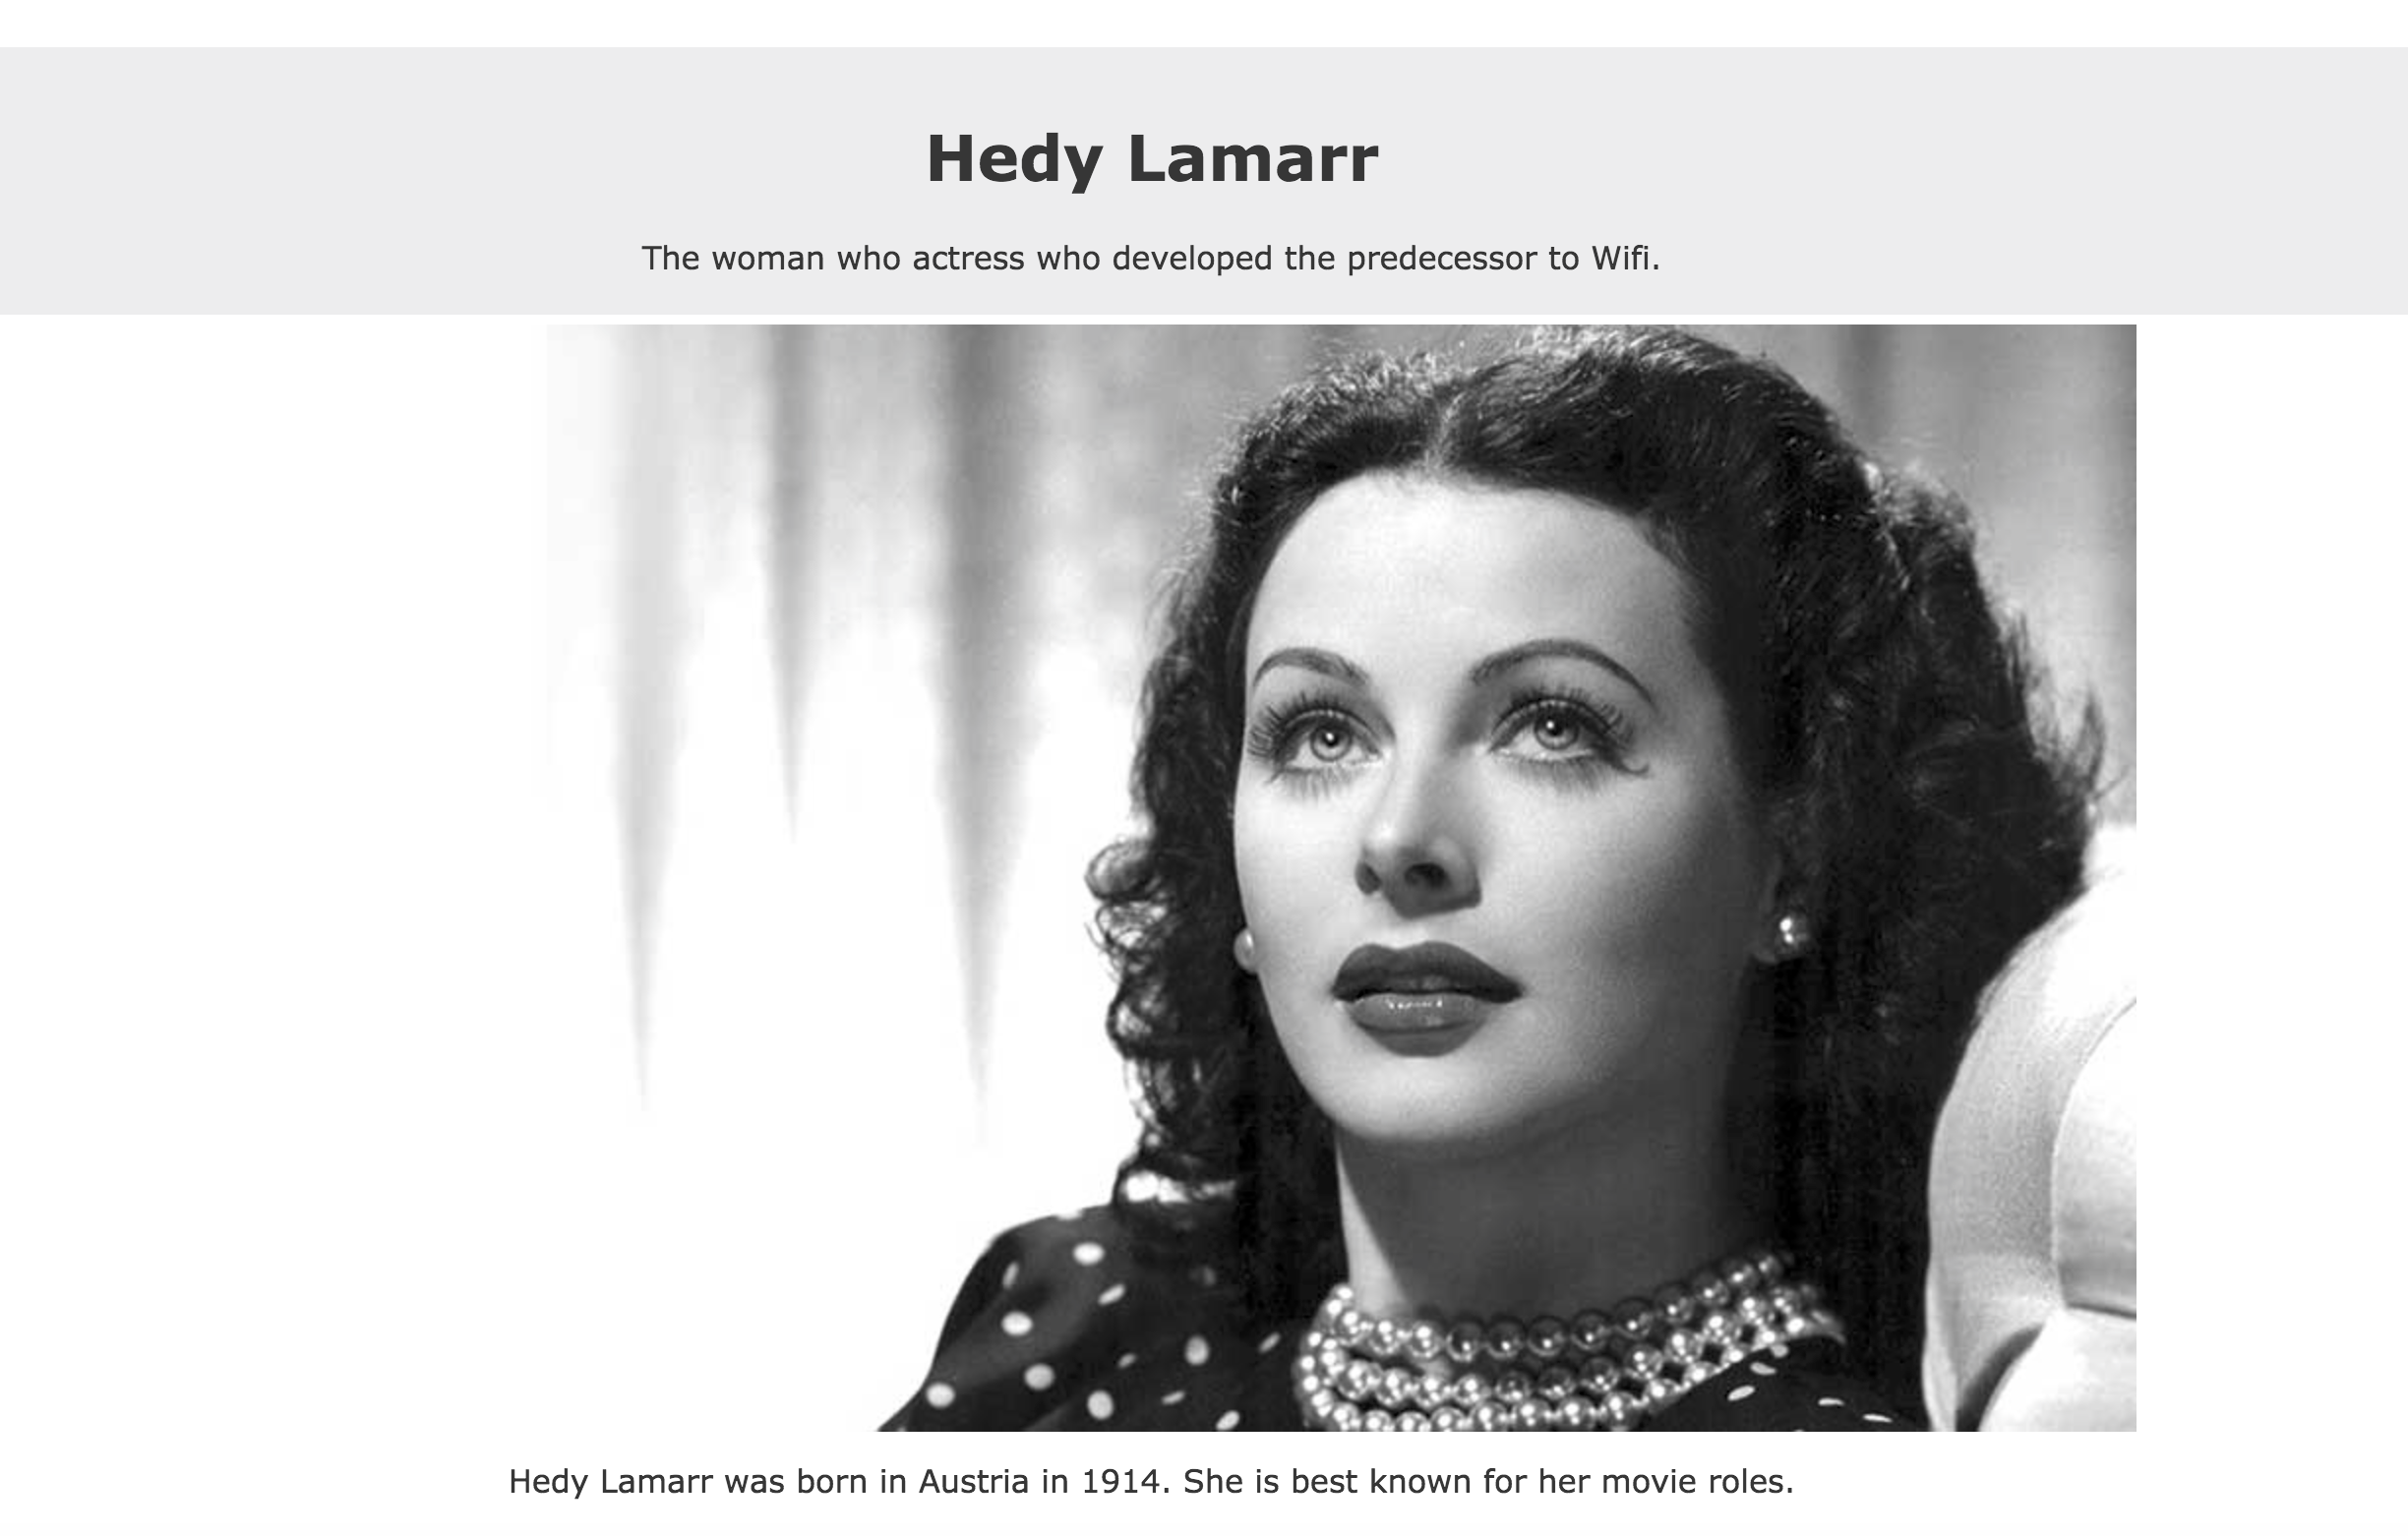 Hedy Lamarr
The woman who actress who developed the predecessor to Wifi.
Hedy Lamarr was born in Austria in 1914. She is best known for her movie roles.